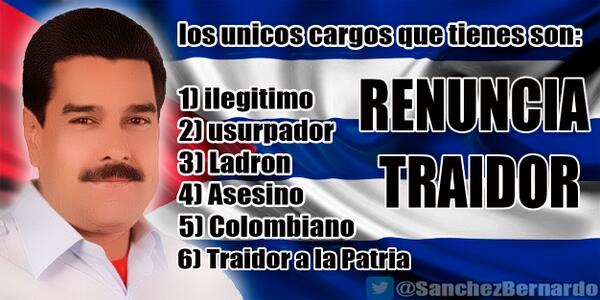 los unicos cargos que tienes son:
1) ilegitimo
2) usurpador
3) Ladron
4) Asesino
5) Colombiano
6) Traidor a la Patria
RENUNCIA
TRAIDOR
@SanchezBernardo